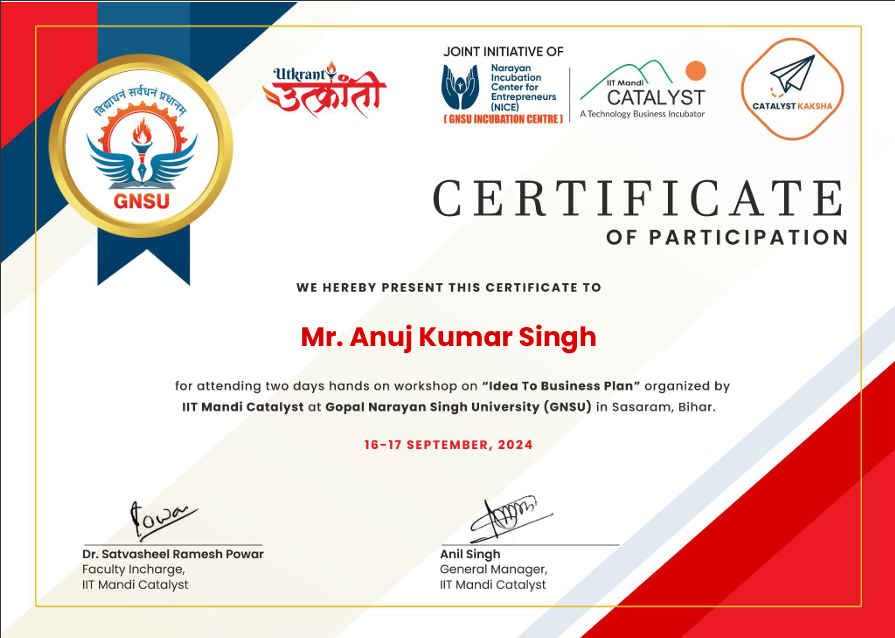 विद्याधनं सर्वधनं प्रधानम्
GNSU
Utkranti
उत्क्रांती
JOINT INITIATIVE OF
Narayan
Incubation
Center for
Entrepreneurs
(NICE)
[ GNSU INCUBATION CENTRE ]
IIT Mandi
CATALYST
A Technology Business Incubator
CATALYST KAKSHA
CERTIFICATE
OF PARTICIPATION
WE HEREBY PRESENT THIS CERTIFICATE TO
Mr. Anuj Kumar Singh
for attending two days hands on workshop on “Idea To Business Plan” organized by
IIT Mandi Catalyst at Gopal Narayan Singh University (GNSU) in Sasaram, Bihar.
16-17 SEPTEMBER, 2024
Powar
Dr. Satvasheel Ramesh Powar
Faculty Incharge,
IIT Mandi Catalyst
Anil Singh
General Manager,
IIT Mandi Catalyst